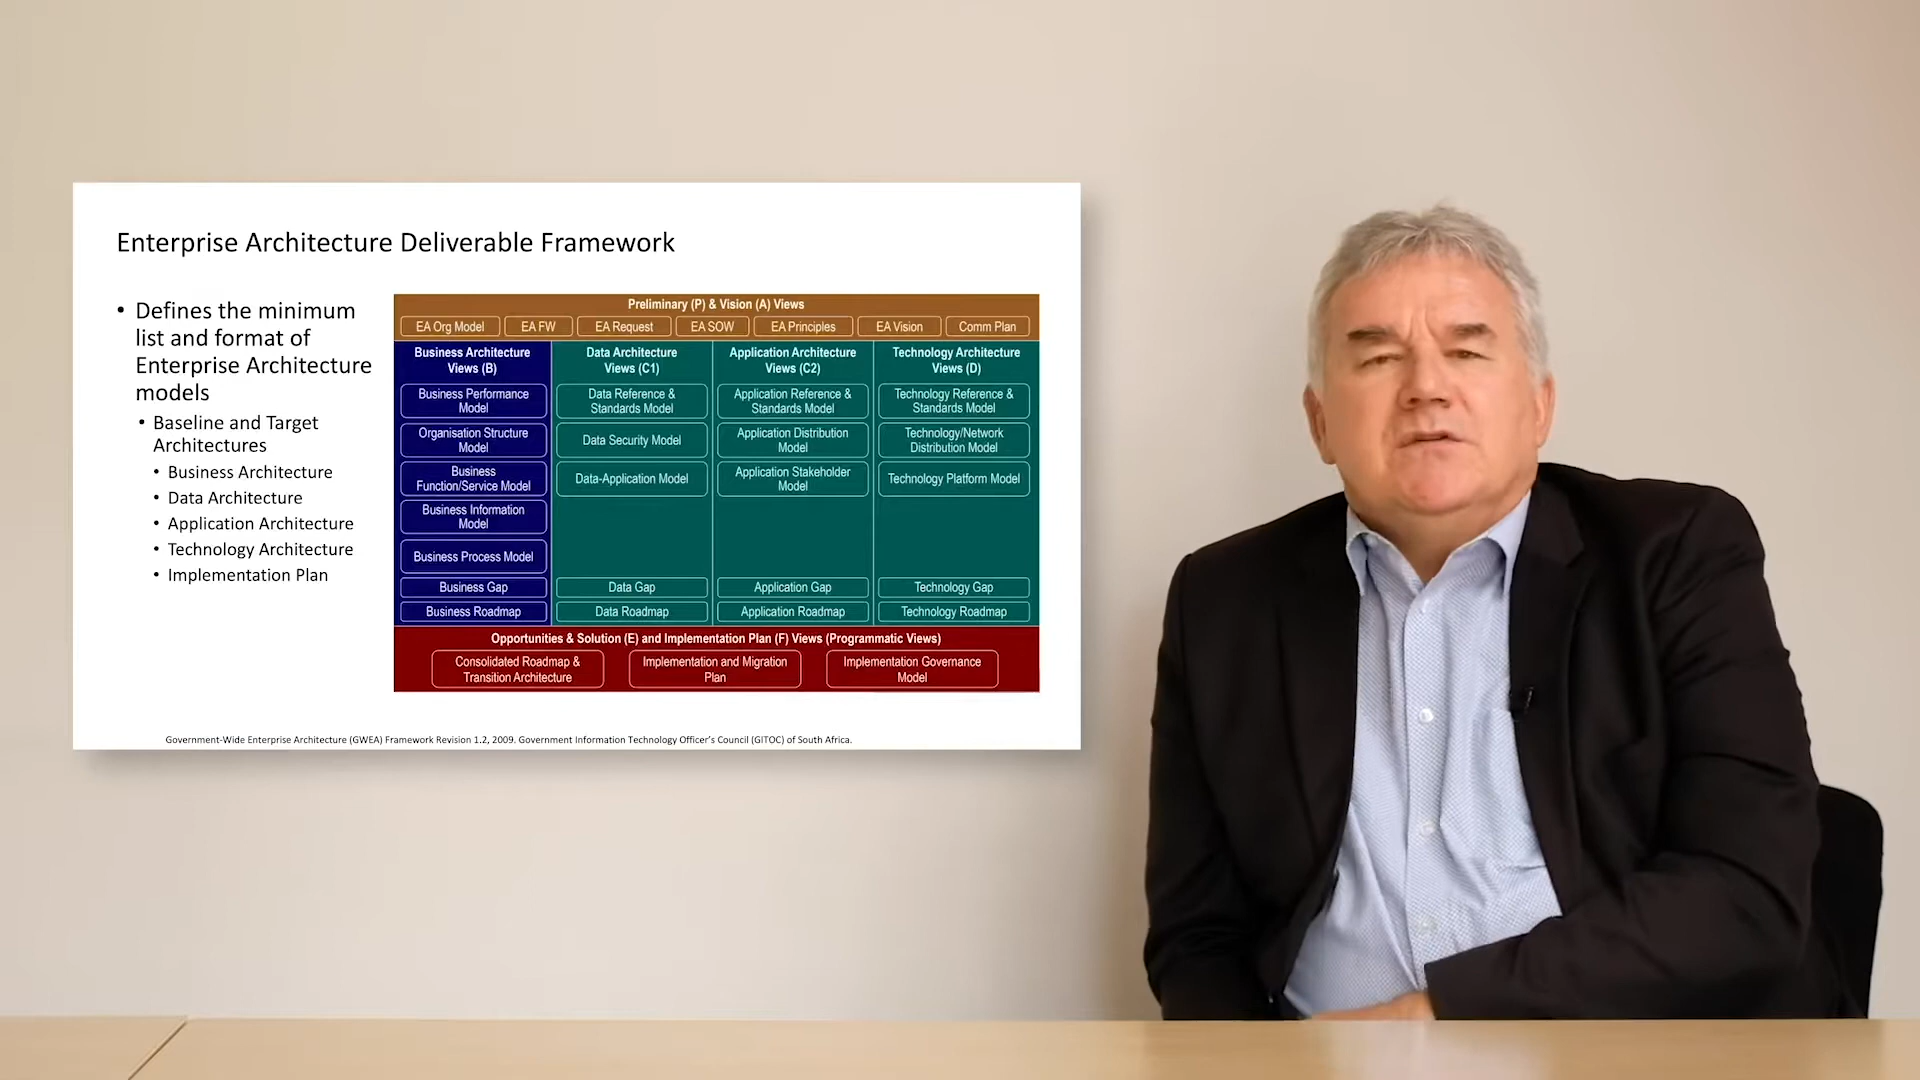 Enterprise Architecture Deliverable Framework
• Defines the minimum
list and format of
Enterprise Architecture
models
• Baseline and Target
Architectures
• Business Architecture
• Data Architecture
• Application Architecture
• Technology Architecture
• Implementation Plan
Preliminary (P) & Vision (A) Views
EA Org Model
EA FW
EA Request
EA SOW
EA Principles
EA Vision
Comm Plan
Business Architecture
Views (B)
Business Performance
Model
Organisation Structure
Model
Business
Function/Service Model
Business Information
Model
Business Process Model
Business Gap
Business Roadmap
Data Architecture
Views (C1)
Data Reference &
Standards Model
Data Security Model
Data-Application Model
Data Gap
Data Roadmap
Application Architecture
Views (C2)
Application Reference &
Standards Model
Application Distribution
Model
Application Stakeholder
Model
Application Gap
Application Roadmap
Technology Architecture
Views (D)
Technology Reference &
Standards Model
Technology/Network
Distribution Model
Technology Platform Model
Technology Gap
Technology Roadmap
Opportunities & Solution (E) and Implementation Plan (F) Views (Programmatic Views)
Consolidated Roadmap &
Transition Architecture
Implementation and Migration
Plan
Implementation Governance
Model
Government-Wide Enterprise Architecture (GWEA) Framework Revision 1.2, 2009. Government Information Technology Officer's Council (GITOC) of South Africa.